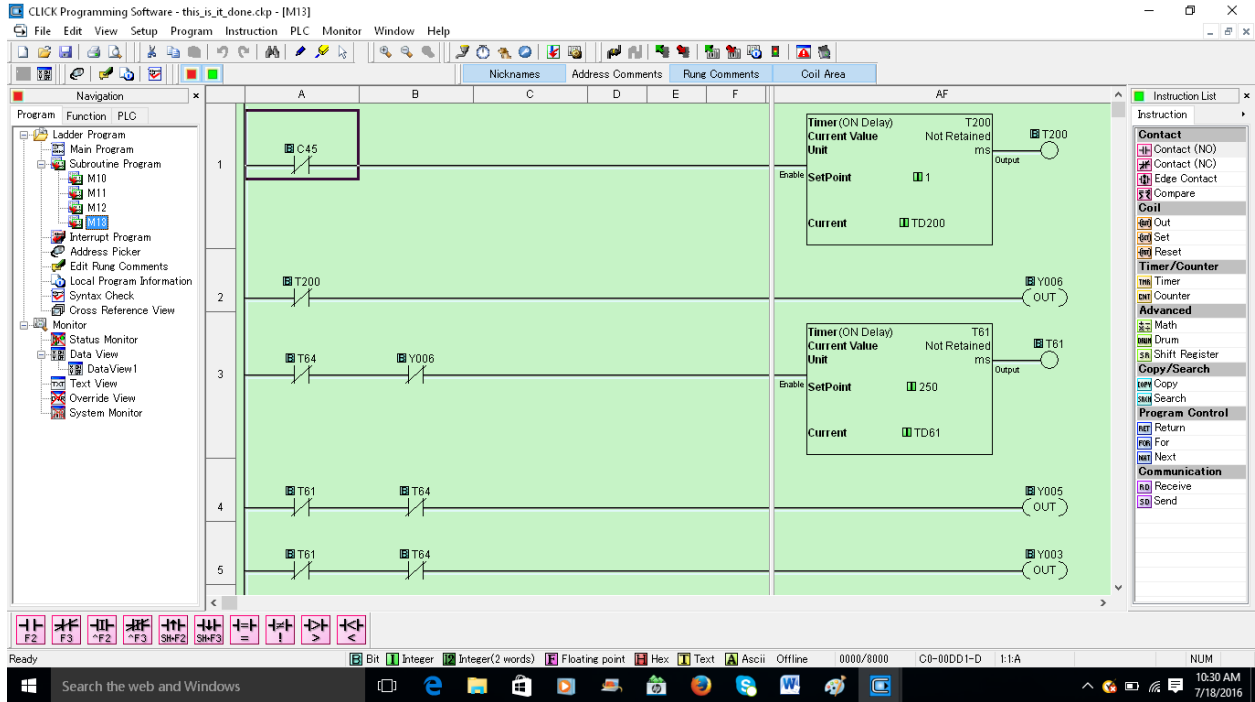 CLICK Programming Software - this_is_it_done.ckp - [M13]
File Edit View Setup Program Instruction PLC Monitor Window Help
Nicknames Address Comments Rung Comments Coil Area
Navigation
Program Function PLC
Ladder Program
Main Program
Subroutine Program
M10
M11
M12
M13
Interrupt Program
Address Picker
Edit Rung Comments
Local Program Information
Syntax Check
Cross Reference View
Monitor
Status Monitor
Data View
DataView1
Text View
Override View
System Monitor
A B C D E F AF
1
C45
Timer (ON Delay) T200
Current Value Not Retained
Unit ms
Enable SetPoint 1
Current TD200
Output
T200
2
T200
Y006
OUT
3
T64 Y006
Timer (ON Delay) T61
Current Value Not Retained
Unit ms
Enable SetPoint 250
Current TD61
Output
T61
4
T61 T64
Y005
OUT
5
T61 T64
Y003
OUT
Instruction List
Instruction
Contact
Contact (NO)
Contact (NC)
Edge Contact
Compare
Coil
Out
Set
Reset
Timer/Counter
Timer
Counter
Advanced
Math
Drum
Shift Register
Copy/Search
Copy
Search
Program Control
Return
For
Next
Communication
Receive
Send
F2 F3 ^F2 ^F3 SH+F2 SH+F3 = ! > <
Ready
B Bit I Integer I2 Integer(2 words) F Floating point H Hex T Text A Ascii Offline 0000/8000 C0-00DD1-D 1:1:A NUM
Search the web and Windows
10:30 AM
7/18/2016